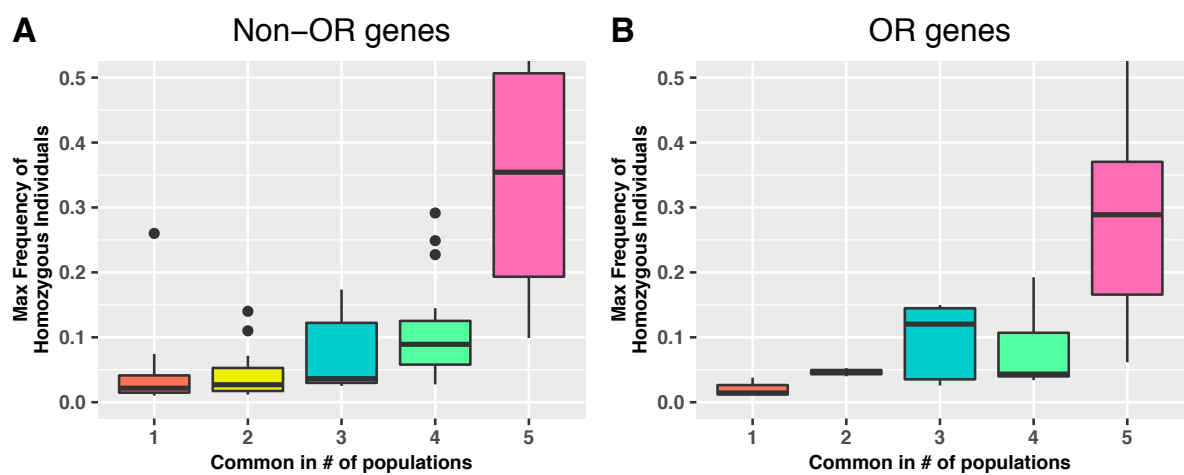 A
Non−OR genes
Max Frequency of
Homozygous Individuals
0.5
0.4
0.3
0.2
0.1
0.0
1 2 3 4 5
Common in # of populations
B
OR genes
Max Frequency of
Homozygous Individuals
0.5
0.4
0.3
0.2
0.1
0.0
1 2 3 4 5
Common in # of populations